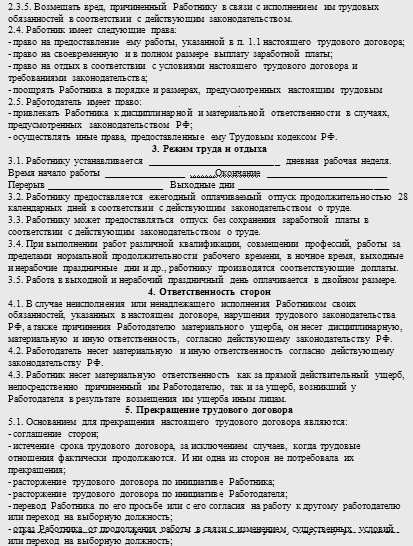 2.3.5. Возмещать вред, причиненный Работнику в связи с исполнением им трудовых
обязанностей в соответствии с действующим законодательством.
2.4. Работник имеет следующие права:
- право на предоставление ему работы, указанной в п. 1.1 настоящего трудового договора;
- право на своевременную и в полном размере выплату заработной платы;
- право на отдых в соответствии с условиями настоящего трудового договора и
требованиями законодательства;
- поощрять Работника в порядке и размерах, предусмотренных настоящим трудовым
2.5. Работодатель имеет право:
- привлекать Работника к дисциплинарной и материальной ответственности в случаях,
предусмотренных законодательством РФ;
- осуществлять иные права, предоставленные ему Трудовым кодексом РФ.
3. Режим труда и отдыха
3.1. Работнику устанавливается ____________________ дневная рабочая неделя.
Время начало работы ____________________ Окончание ____________________
Перерыв ____________________ Выходные дни ____________________
3.2. Работнику предоставляется ежегодный оплачиваемый отпуск продолжительностью 28
календарных дней в соответствии с действующим законодательством о труде.
3.3. Работнику может предоставляться отпуск без сохранения заработной платы в
соответствии с действующим законодательством о труде.
3.4. При выполнении работ различной квалификации, совмещении профессий, работы за
пределами нормальной продолжительности рабочего времени, в ночное время, выходные
и нерабочие праздничные дни и др., работнику производятся соответствующие доплаты.
3.5. Работа в выходной и нерабочий праздничный день оплачивается в двойном размере.
4. Ответственность сторон
4.1. В случае неисполнения или ненадлежащего исполнения Работником своих
обязанностей, указанных в настоящем договоре, нарушения трудового законодательства
РФ, а также причинения Работодателю материального ущерба, он несет дисциплинарную,
материальную и иную ответственность, согласно действующему законодательству РФ.
4.2. Работодатель несет материальную и иную ответственность согласно действующему
законодательству РФ.
4.3. Работник несет материальную ответственность как за прямой действительный ущерб,
непосредственно причиненный им Работодателю, так и за ущерб, возникший у
Работодателя в результате возмещения им ущерба иным лицам.
5. Прекращение трудового договора
5.1. Основанием для прекращения настоящего трудового договора являются:
- соглашение сторон;
- истечение срока трудового договора, за исключением случаев, когда трудовые
отношения фактически продолжаются. И ни одна из сторон не потребовала их
прекращения;
- расторжение трудового договора по инициативе Работника;
- расторжение трудового договора по инициативе Работодателя;
- перевод Работника по его просьбе или с его согласия на работу к другому работодателю
или переход на выборную должность;
- отказ Работника от продолжения работы в связи с изменением существенных условий
или переход на выборную должность;